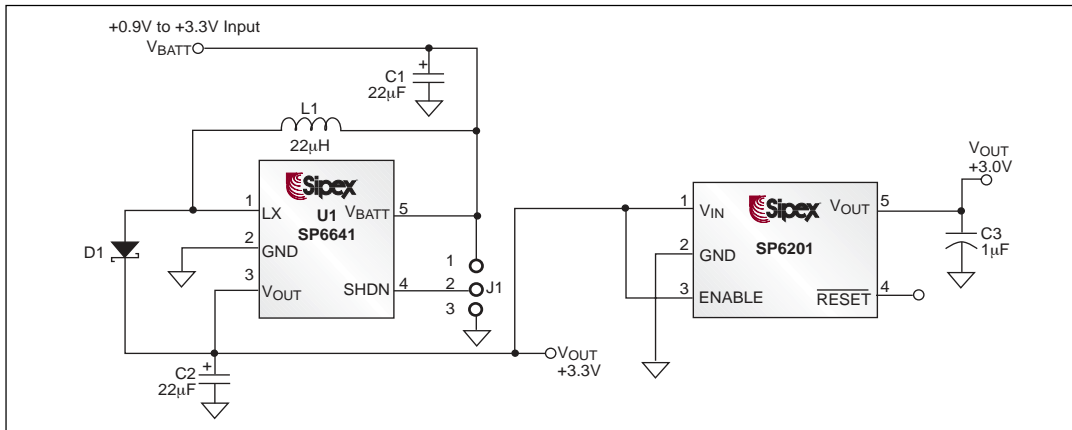 +0.9V to +3.3V Input
VBATT
C1
22μF
L1
22μH
Sipex
U1
SP6641
1
LX
VBATT
5
2
GND
3
VOUT
SHDN
4
D1
1
2
J1
3
C2
22μF
VOUT
+3.3V
Sipex
SP6201
1
VIN
VOUT
5
2
GND
3
ENABLE
RESET
4
VOUT
+3.0V
C3
1μF
+
+